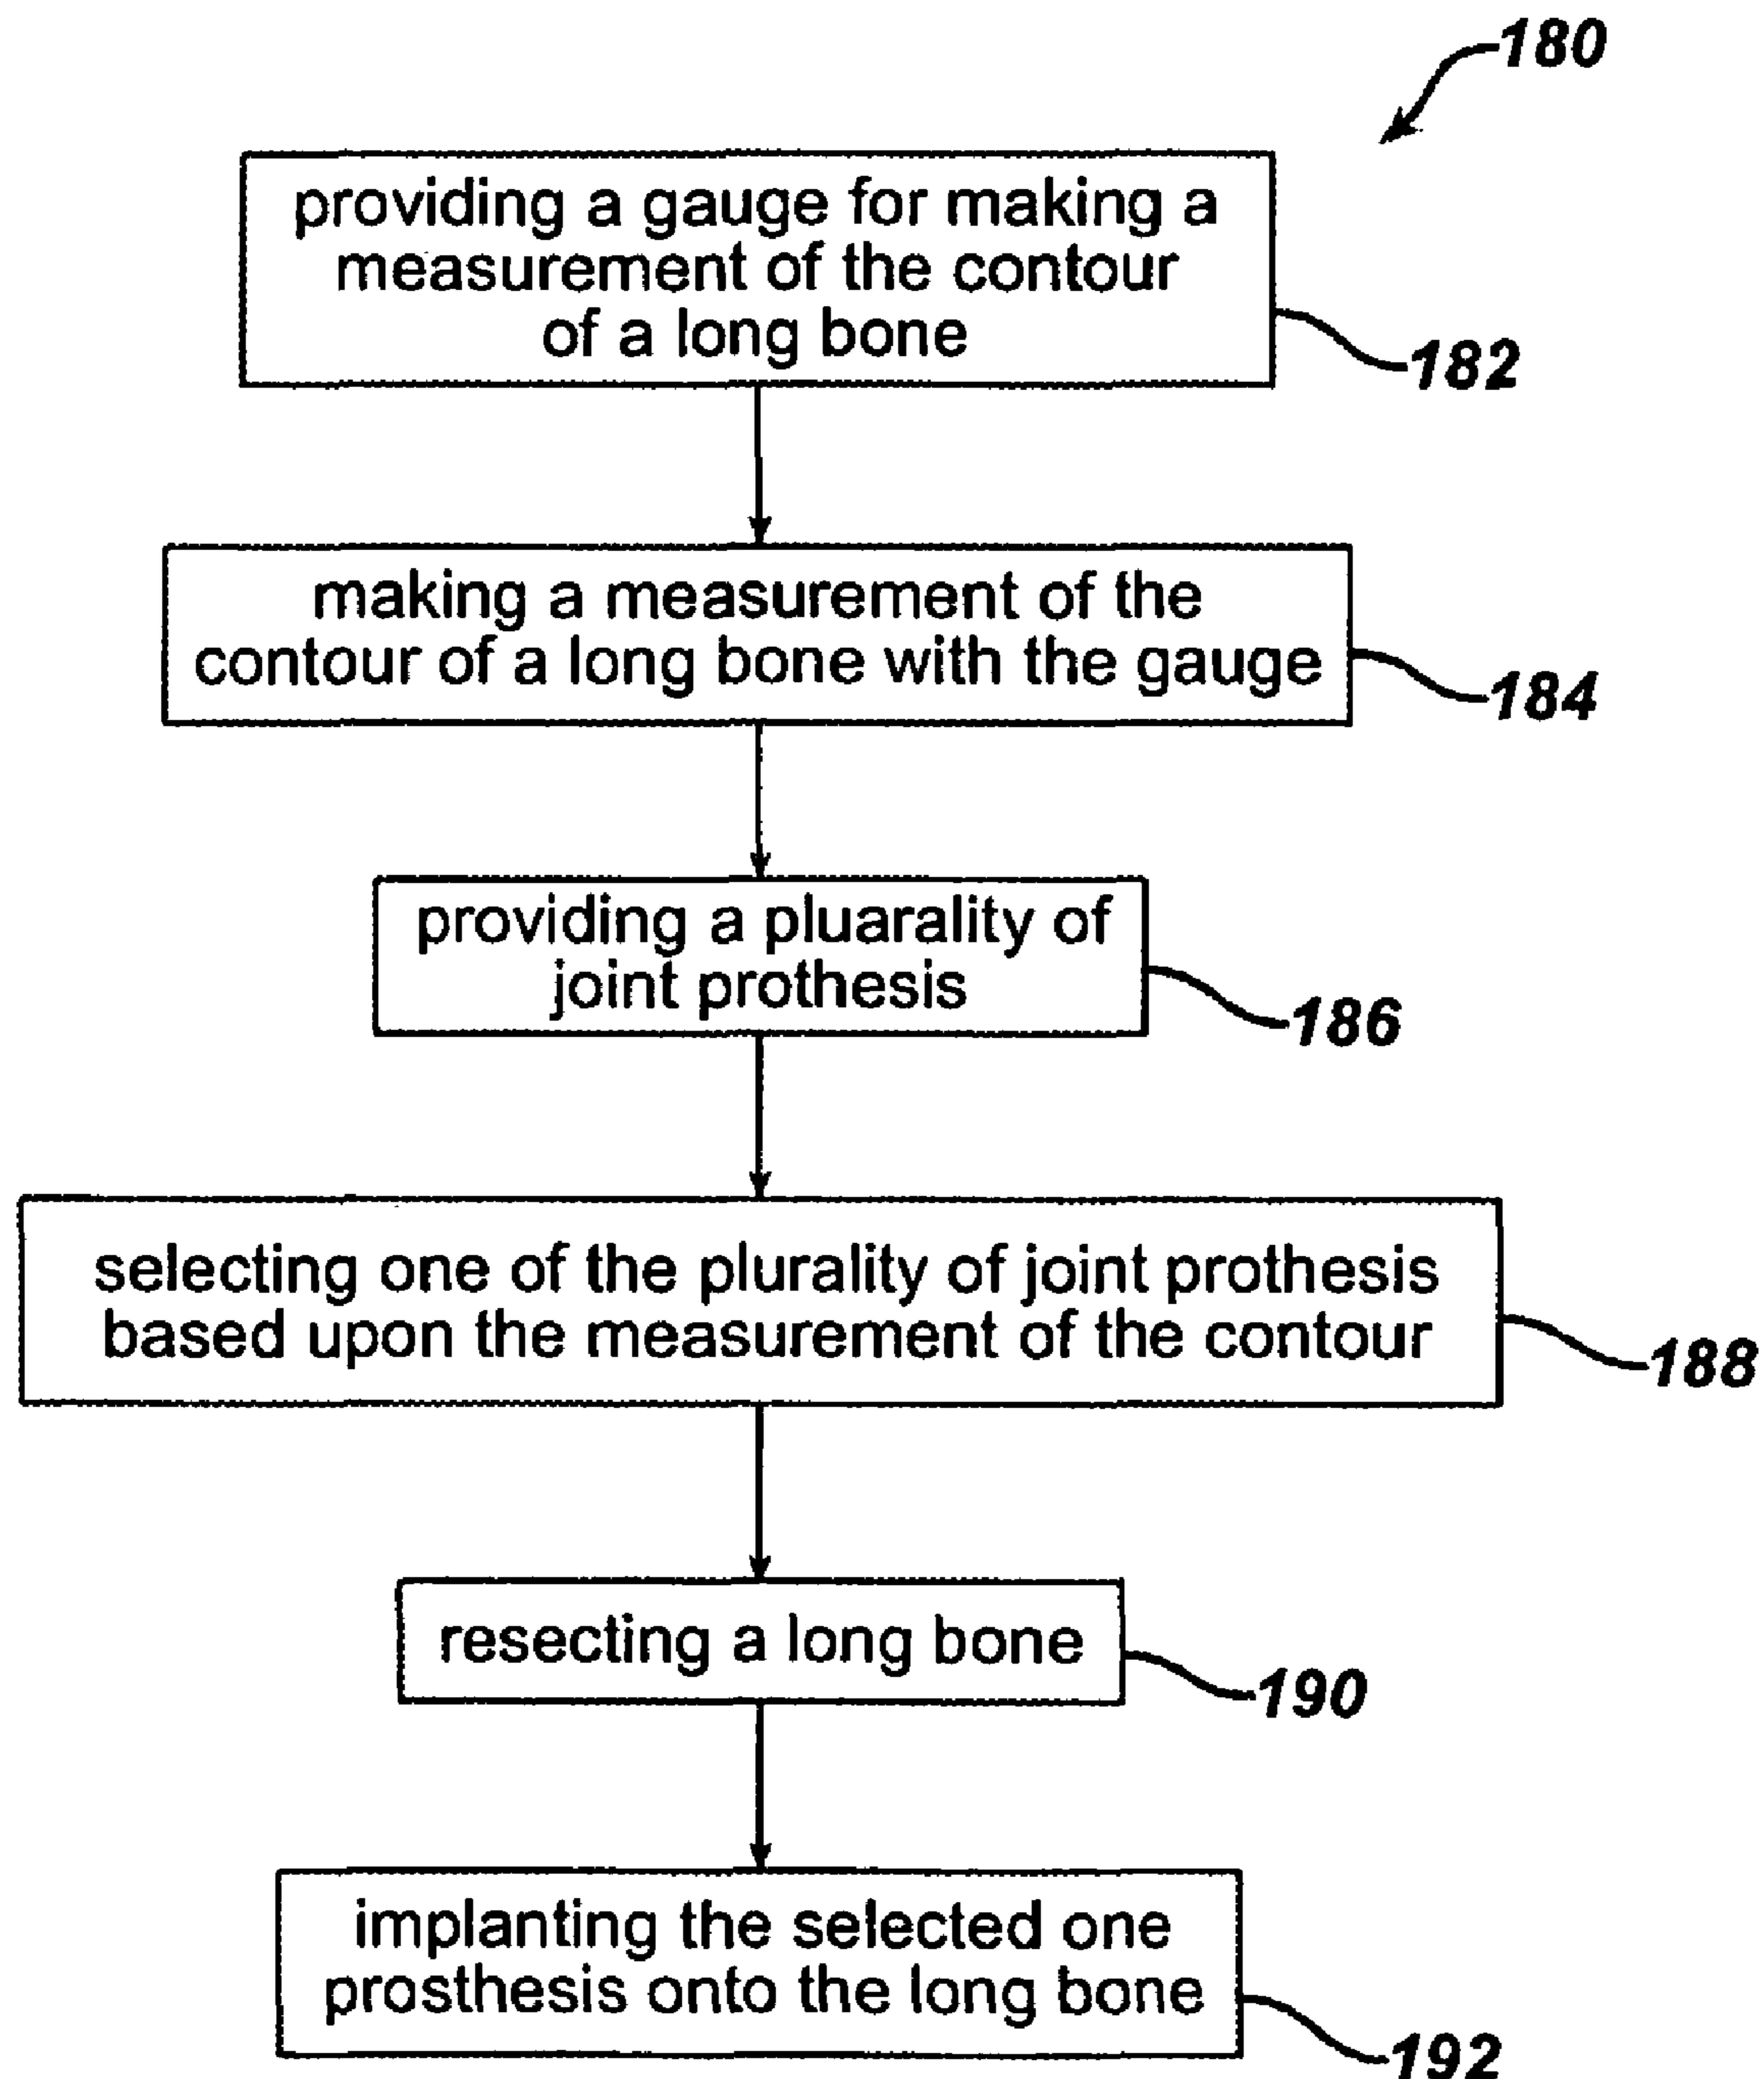 180
providing a gauge for making a
measurement of the contour
of a long bone
182
making a measurement of the
contour of a long bone with the gauge
184
providing a pluarality of
joint prothesis
186
selecting one of the plurality of joint prothesis
based upon the measurement of the contour
188
resecting a long bone
190
implanting the selected one
prosthesis onto the long bone
192